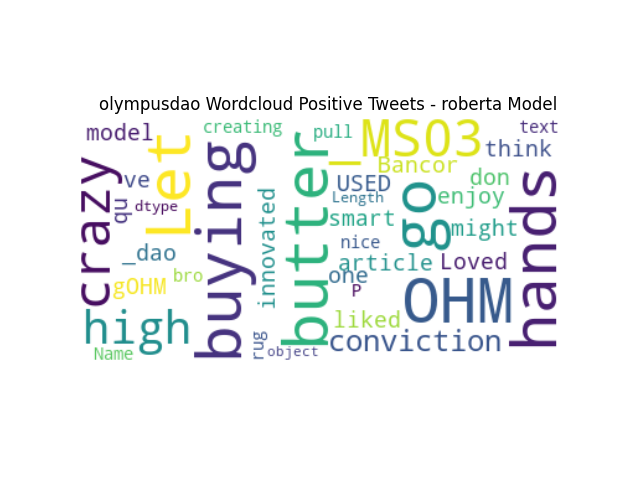 olympusdao Wordcloud Positive Tweets - roberta Model
model
Let
creating
pull
_MS03
text
think
crazy
ve
qu
dtype
buying
butter
Bancor
USED
Length
don
enjoy
go
hands
innovated
smart
might
_dao
nice
article
Loved
gOHM
bro
one
P
OHM
high
liked
conviction
Name
rug
object